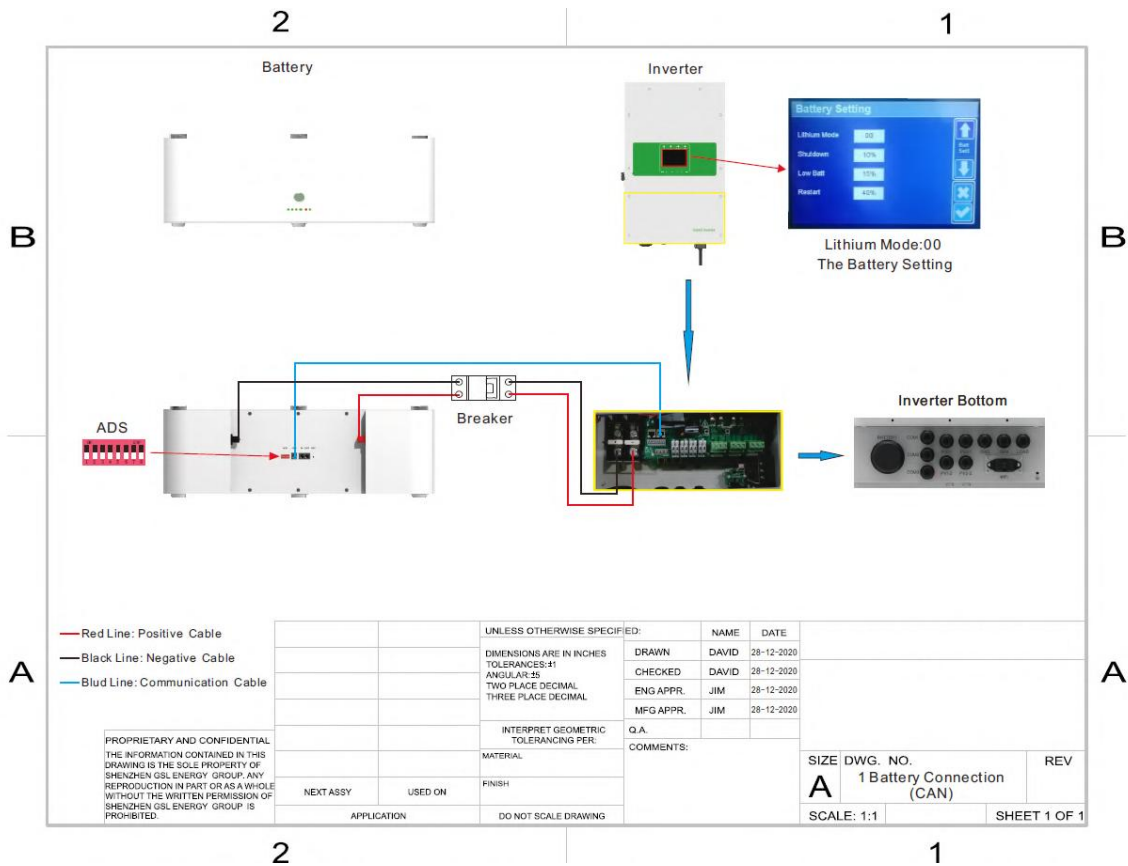 2
1
Battery
Inverter
Battery Setting
Lithium Mode 00
Shutdown 10%
Low Batt 15%
Restart 40%
Batt
B
B
Lithium Mode:00
The Battery Setting
ADS
Breaker
Inverter Bottom
Red Line: Positive Cable
Black Line: Negative Cable
Blud Line: Communication Cable
A
A
PROPRIETARY AND CONFIDENTIAL
THE INFORMATION CONTAINED IN THIS
DRAWING IS THE SOLE PROPERTY OF
SHENZHEN GSL ENERGY GROUP. ANY
REPRODUCTION IN PART OR AS A WHOLE
WITHOUT THE WRITTEN PERMISSION OF
SHENZHEN GSL ENERGY GROUP IS
PROHIBITED.
NEXT ASSY
USED ON
APPLICATION
UNLESS OTHERWISE SPECIFIED:
DIMENSIONS ARE IN INCHES
TOLERANCES:±1
ANGULAR:±5
TWO PLACE DECIMAL
THREE PLACE DECIMAL
INTERPRET GEOMETRIC
TOLERANCING PER:
MATERIAL
FINISH
DO NOT SCALE DRAWING
NAME DATE
DRAWN DAVID 28-12-2020
CHECKED DAVID 28-12-2020
ENG APPR. JIM 28-12-2020
MFG APPR. JIM 28-12-2020
Q.A.
COMMENTS:
SIZE DWG. NO. REV
A 1 Battery Connection
(CAN)
SCALE: 1:1 SHEET 1 OF 1
2
1